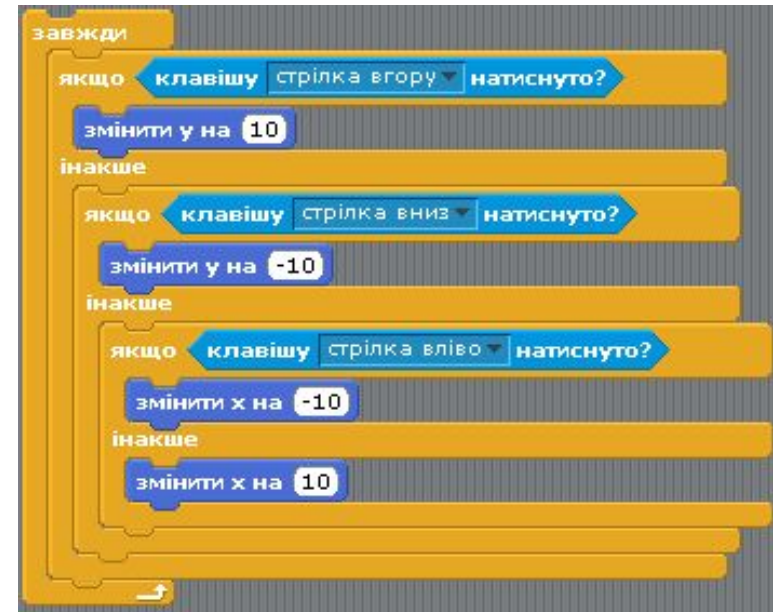 завжди
якщо клавішу стрілка вгору натиснуто?
змінити y на 10
інакше
якщо клавішу стрілка вниз натиснуто?
змінити y на -10
інакше
якщо клавішу стрілка вліво натиснуто?
змінити x на -10
інакше
змінити x на 10